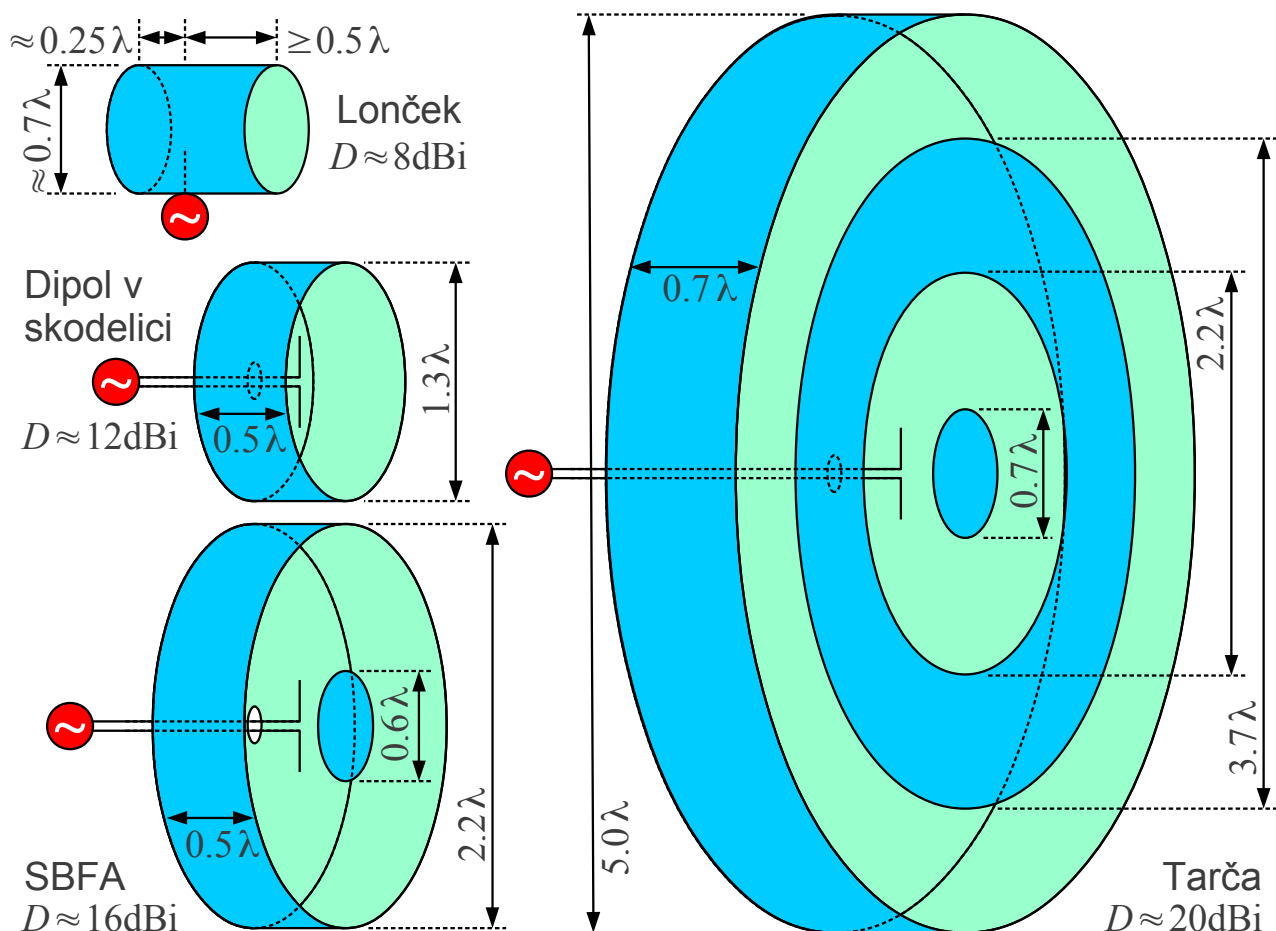 ≈0.25λ
≥0.5λ
≈0.7λ
Lonček
D≈8dBi
~
Dipol v
skodelici
~
D≈12dBi
0.5λ
1.3λ
~
0.6λ
0.5λ
2.2λ
SBFA
D≈16dBi
0.7λ
~
0.7λ
2.2λ
3.7λ
5.0λ
Tarča
D≈20dBi